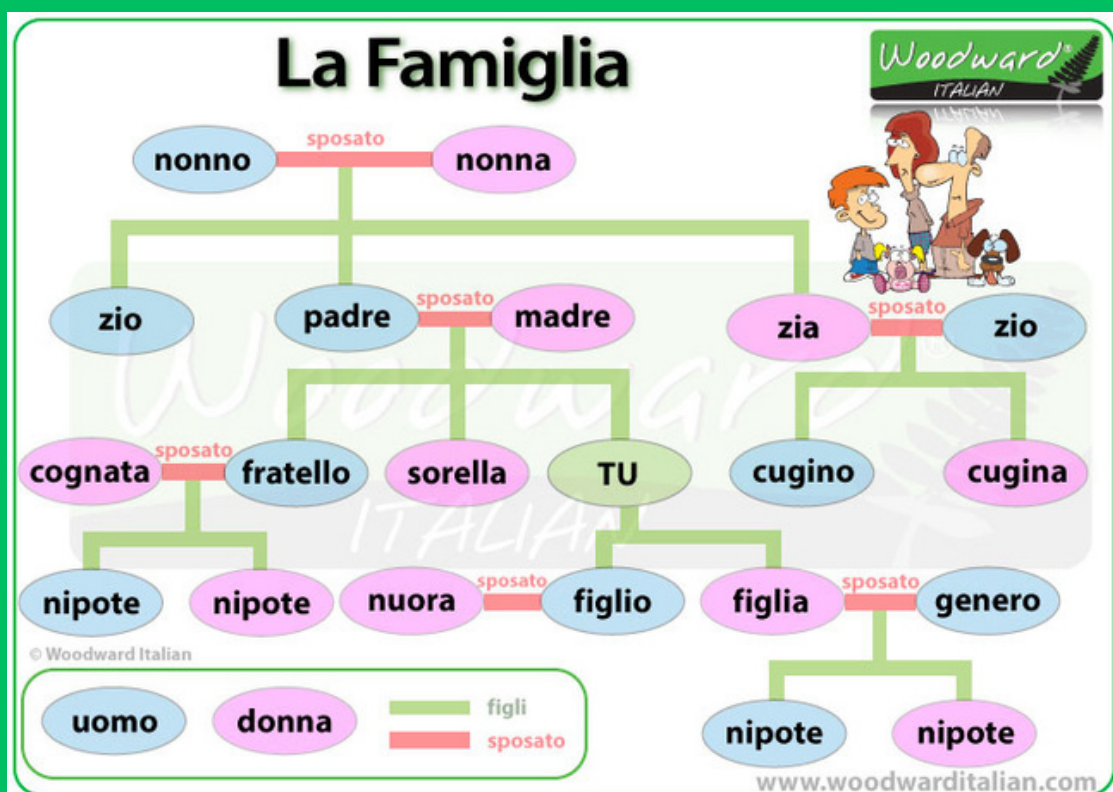 La Famiglia
Woodward®
ITALIAN
sposato
nonno nonna
sposato sposato
zio padre madre zia zio
sposato
cognata fratello sorella TU cugino cugina
sposato sposato
nipote nipote nuora figlio figlia genero
© Woodward Italian
uomo donna figli
sposato
nipote nipote
www.woodwarditalian.com
Woodward®
ITALIAN